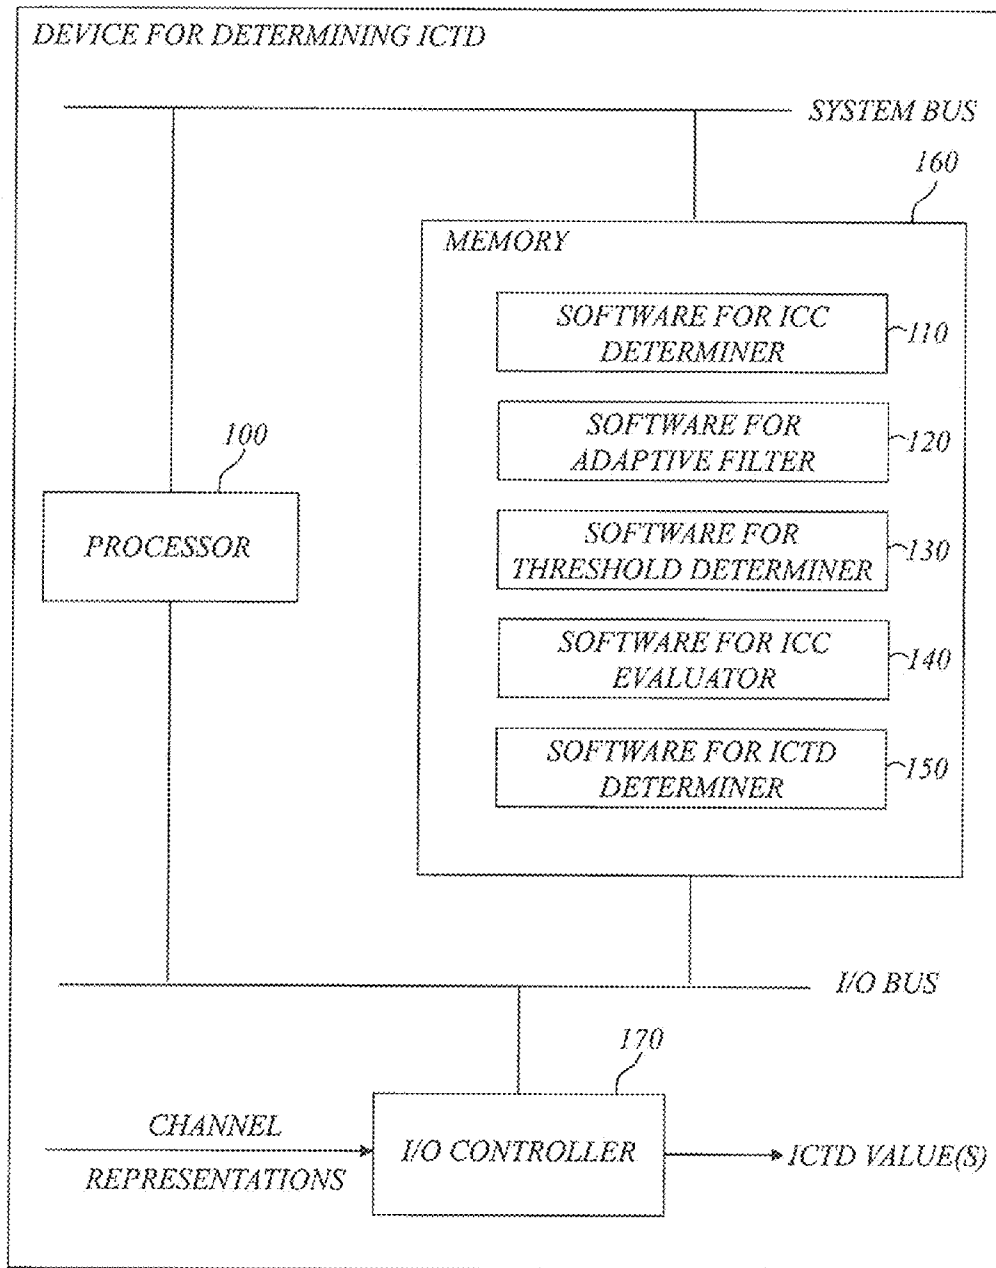 DEVICE FOR DETERMINING ICTD
SYSTEM BUS
160
MEMORY
SOFTWARE FOR ICC
DETERMINER
110
SOFTWARE FOR
ADAPTIVE FILTER
120
100
PROCESSOR
SOFTWARE FOR
THRESHOLD DETERMINER
130
SOFTWARE FOR ICC
EVALUATOR
140
SOFTWARE FOR ICTD
DETERMINER
150
I/O BUS
170
CHANNEL
REPRESENTATIONS
I/O CONTROLLER
ICTD VALUE(S)